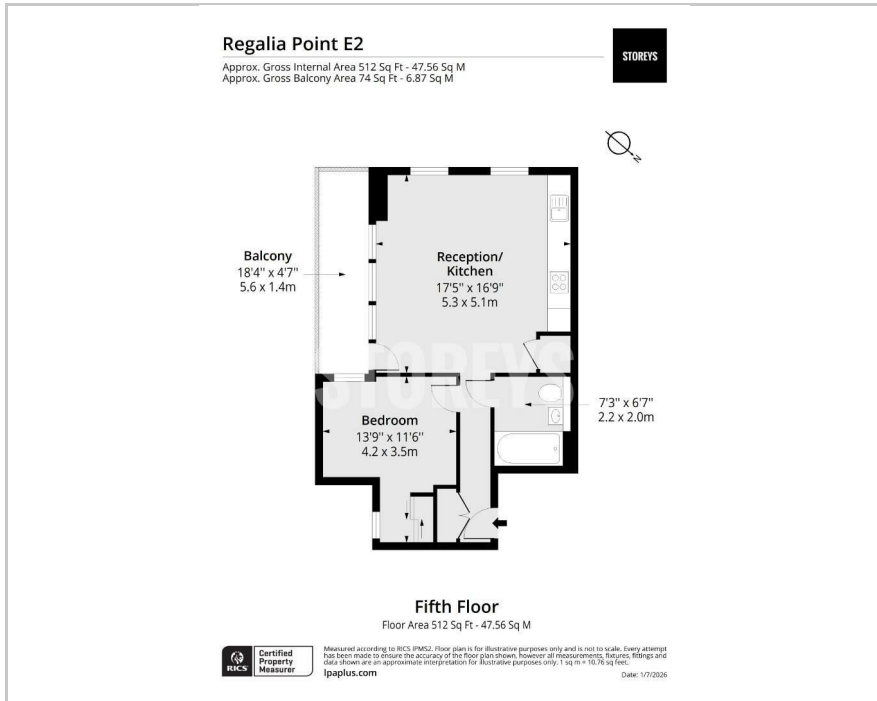 Regalia Point E2
Approx. Gross Internal Area 512 Sq Ft - 47.56 Sq M
Approx. Gross Balcony Area 74 Sq Ft - 6.87 Sq M
STOREYS
N
Balcony
18'4" x 4'7"
5.6 x 1.4m
Reception/
Kitchen
17'5" x 16'9"
5.3 x 5.1m
STOREYS
Bedroom
13'9" x 11'6"
4.2 x 3.5m
7'3" x 6'7"
2.2 x 2.0m
Fifth Floor
Floor Area 512 Sq Ft - 47.56 Sq M
RICS
Certified
Property
Measurer
Measured according to RICS IPMS2. Floor plan is for illustrative purposes only and is not to scale. Every attempt
has been made to ensure the accuracy of the floor plan shown, however all measurements, fixtures, fittings and
data shown are an approximate interpretation for illustrative purposes only. 1 sq m = 10.76 sq feet.
lpaplus.com
Date: 1/7/2026